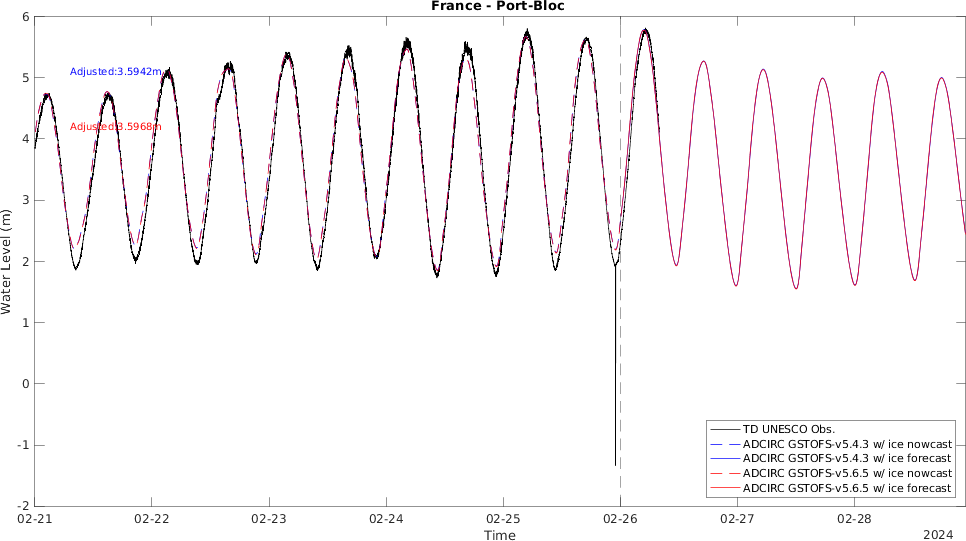 France - Port-Bloc
6
5
4
3
2
1
0
-1
-2
Water Level (m)
Adjusted:3.5942m
Adjusted:3.5968m
TD UNESCO Obs.
ADCIRC GSTOFS-v5.4.3 w/ ice nowcast
ADCIRC GSTOFS-v5.4.3 w/ ice forecast
ADCIRC GSTOFS-v5.6.5 w/ ice nowcast
ADCIRC GSTOFS-v5.6.5 w/ ice forecast
02-21 02-22 02-23 02-24 02-25 02-26 02-27 02-28
Time
2024